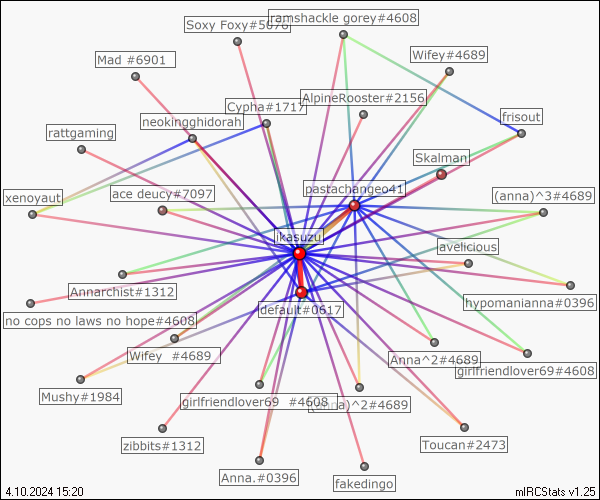 Soxy Foxy#5870
ramshackle gorey#4608
Wifey#4689
Mad #6901
AlpineRooster#2156
Cypha#1717
neokingghidorah
frisout
rattgaming
Skalman
pastachangeo41
xenoyaut
ace deucy#7097
(anna)^3#4689
ikasuzu
avelicious
Annarchist#1312
hypomanianna#0396
default#0617
no cops no laws no hope#4608
Wifey  #4689
Anna^2#4689
girlfriendlover69#4608
Mushy#1984
girlfriendlover69  #4608
(anna)^2#4689
zibbits#1312
Toucan#2473
Anna.#0396
fakedingo
4.10.2024 15:20
mIRCStats v1.25